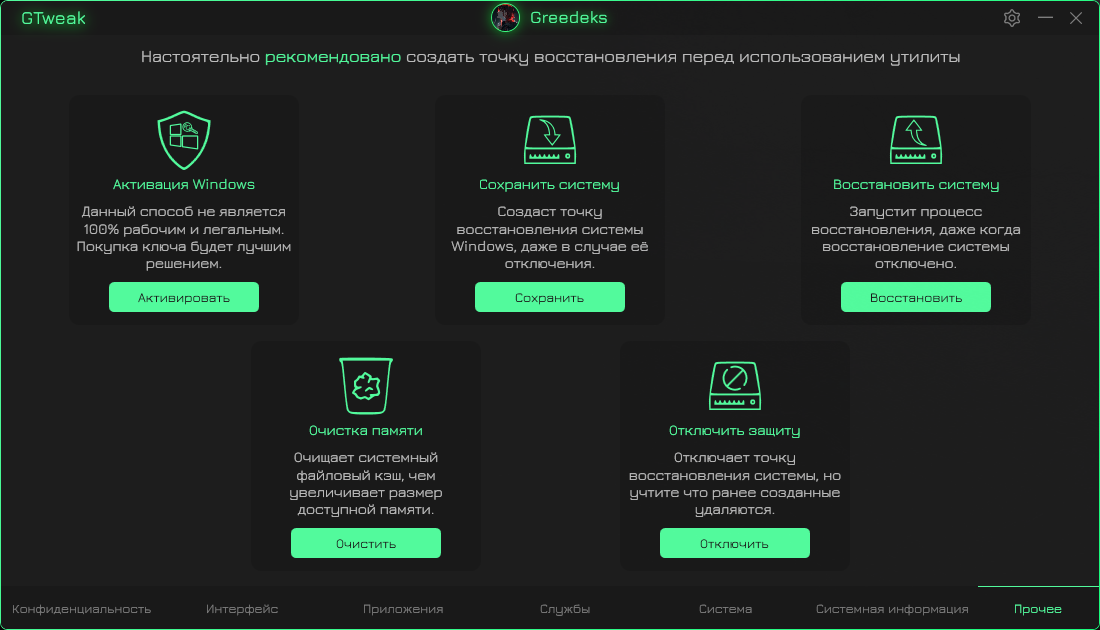 GTweak
Greedeks
Настоятельно рекомендовано создать точку восстановления перед использованием утилиты
Активация Windows
Данный способ не является
100% рабочим и легальным.
Покупка ключа будет лучшим
решением.
Активировать
Сохранить систему
Создаст точку
восстановления системы
Windows, даже в случае её
отключения.
Сохранить
Восстановить систему
Запустит процесс
восстановления, даже когда
восстановление системы
отключено.
Восстановить
Очистка памяти
Очищает системный
файловый кэш, чем
увеличивает размер
доступной памяти.
Очистить
Отключить защиту
Отключает точку
восстановления системы, но
учтите что ранее созданные
удаляются.
Отключить
Конфиденциальность
Интерфейс
Приложения
Службы
Система
Системная информация
Прочее